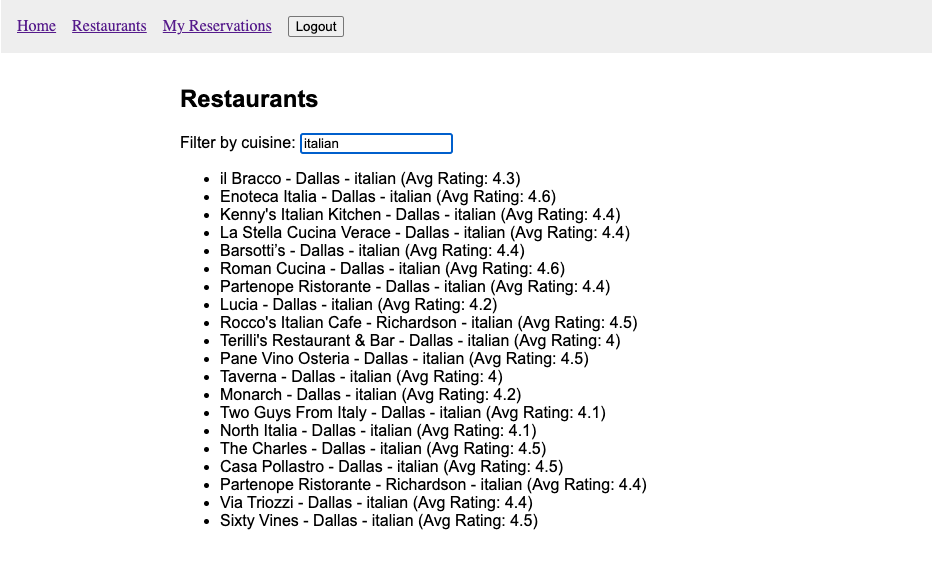 Home Restaurants My Reservations Logout
Restaurants
Filter by cuisine: italian
• il Bracco - Dallas - italian (Avg Rating: 4.3)
• Enoteca Italia - Dallas - italian (Avg Rating: 4.6)
• Kenny's Italian Kitchen - Dallas - italian (Avg Rating: 4.4)
• La Stella Cucina Verace - Dallas - italian (Avg Rating: 4.4)
• Barsotti’s - Dallas - italian (Avg Rating: 4.4)
• Roman Cucina - Dallas - italian (Avg Rating: 4.6)
• Partenope Ristorante - Dallas - italian (Avg Rating: 4.4)
• Lucia - Dallas - italian (Avg Rating: 4.2)
• Rocco's Italian Cafe - Richardson - italian (Avg Rating: 4.5)
• Terilli's Restaurant & Bar - Dallas - italian (Avg Rating: 4)
• Pane Vino Osteria - Dallas - italian (Avg Rating: 4.5)
• Taverna - Dallas - italian (Avg Rating: 4)
• Monarch - Dallas - italian (Avg Rating: 4.2)
• Two Guys From Italy - Dallas - italian (Avg Rating: 4.1)
• North Italia - Dallas - italian (Avg Rating: 4.1)
• The Charles - Dallas - italian (Avg Rating: 4.5)
• Casa Pollastro - Dallas - italian (Avg Rating: 4.5)
• Partenope Ristorante - Richardson - italian (Avg Rating: 4.4)
• Via Triozzi - Dallas - italian (Avg Rating: 4.4)
• Sixty Vines - Dallas - italian (Avg Rating: 4.5)